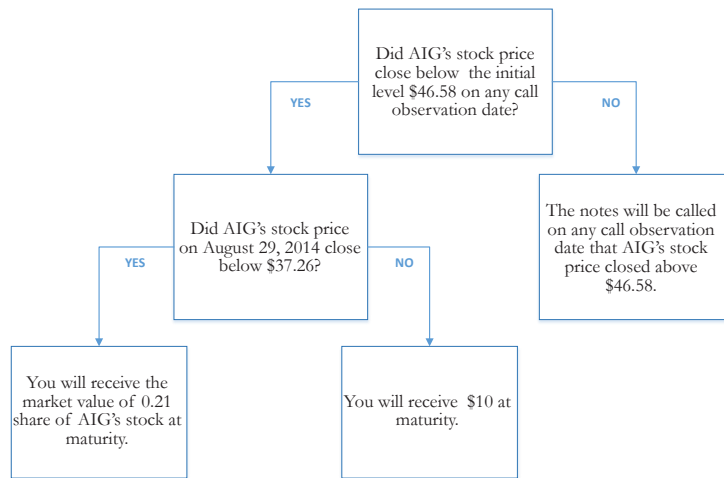 Did AIG's stock price
close below the initial
level $46.58 on any call
observation date?
YES
NO
Did AIG's stock price
on August 29, 2014 close
below $37.26?
The notes will be called
on any call observation
date that AIG's stock
price closed above
$46.58.
YES
NO
You will receive the
market value of 0.21
share of AIG's stock at
maturity.
You will receive $10 at
maturity.